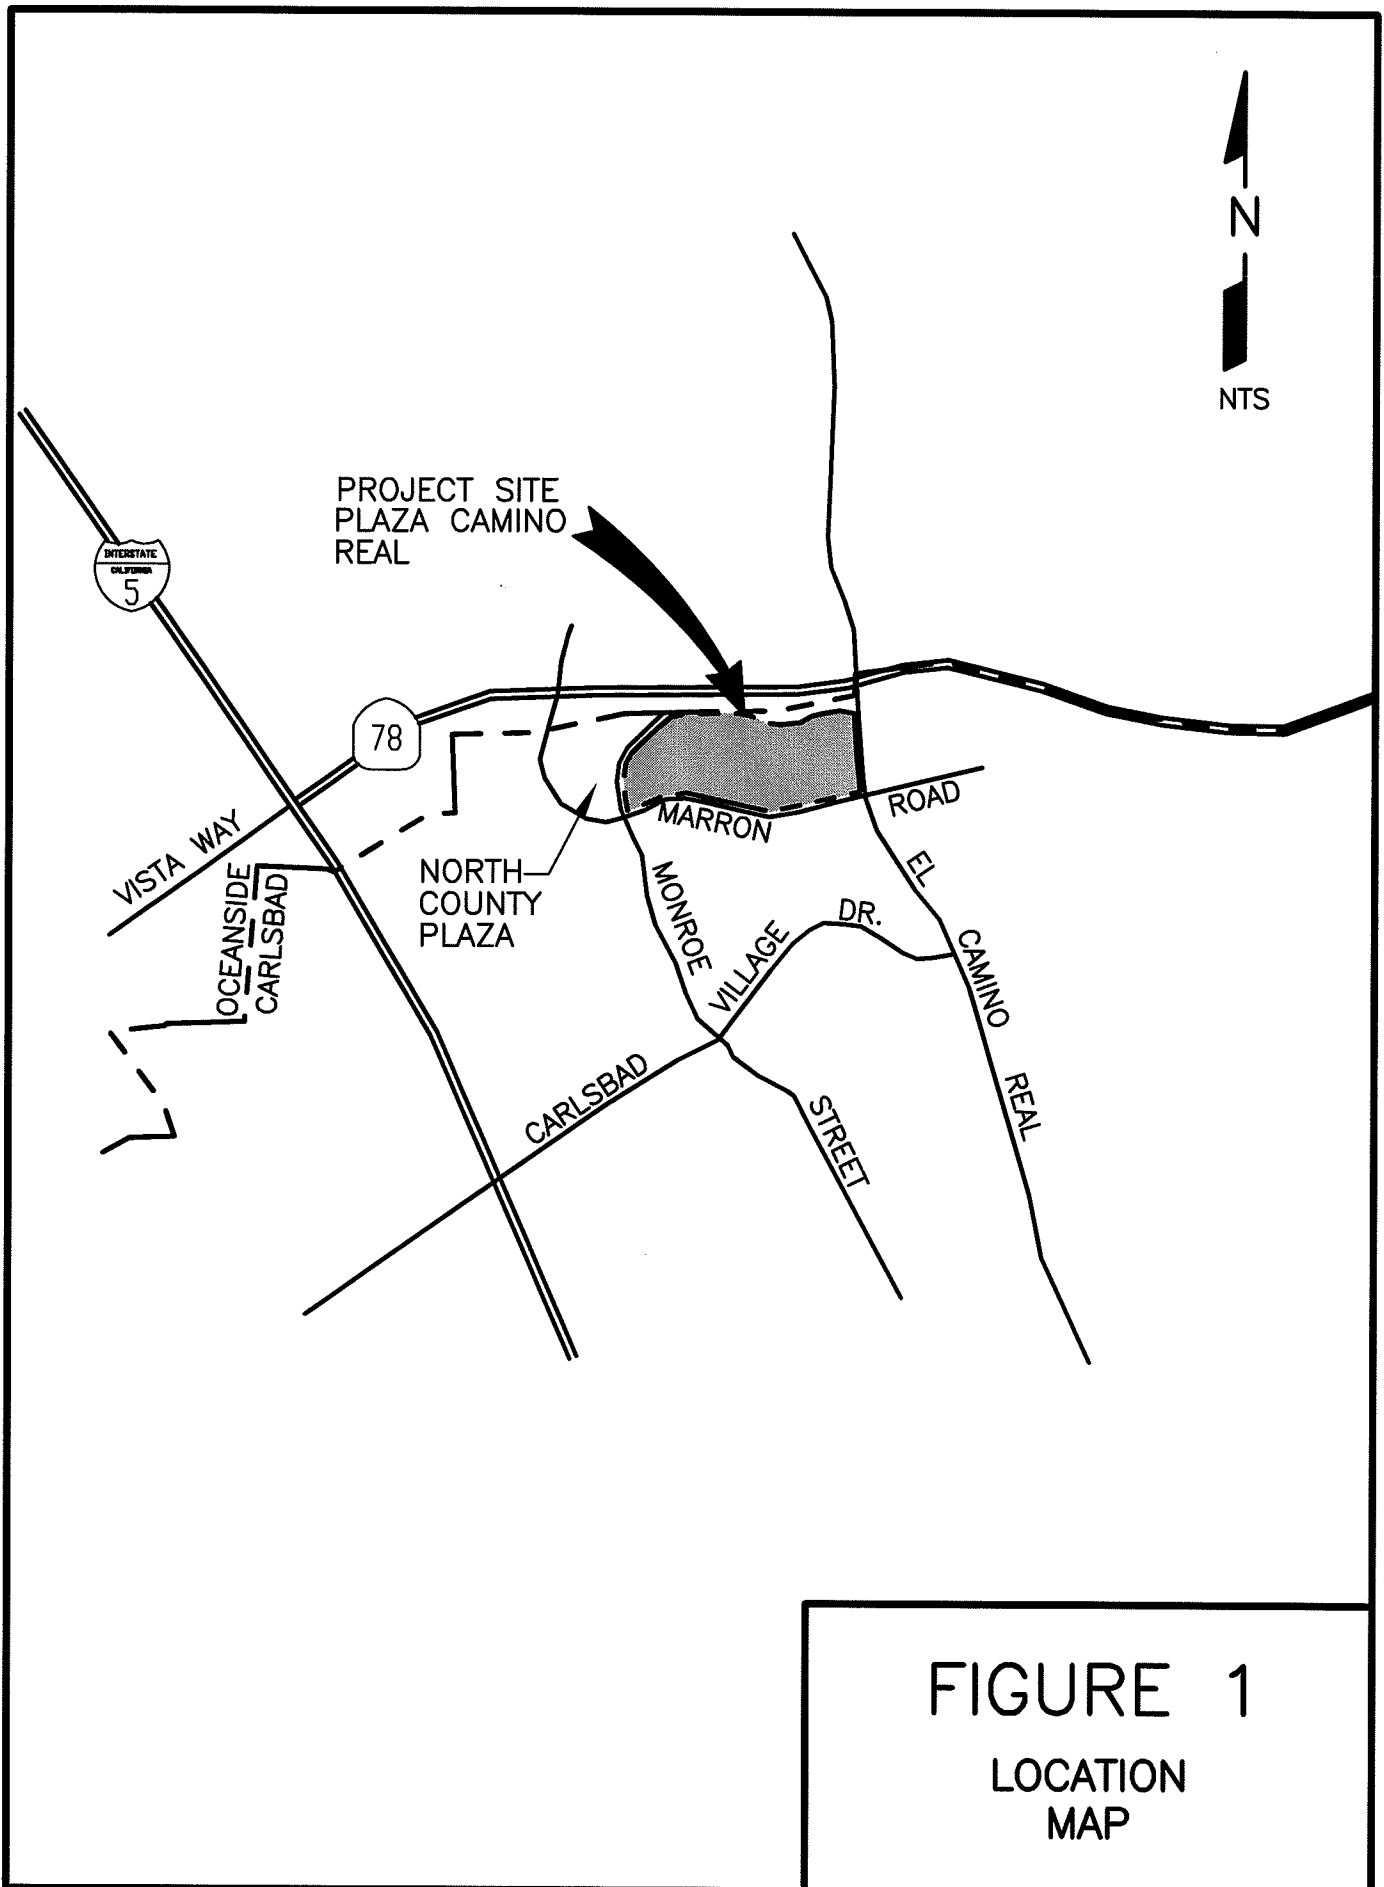 N
NTS
PROJECT SITE
PLAZA CAMINO
REAL
INTERSTATE
CALIFORNIA
5
78
VISTA WAY
OCEANSIDE
CARLSBAD
NORTH
COUNTY
PLAZA
MARRON ROAD
MONROE STREET
CARLSBAD VILLAGE DR.
EL CAMINO REAL
FIGURE 1
LOCATION
MAP